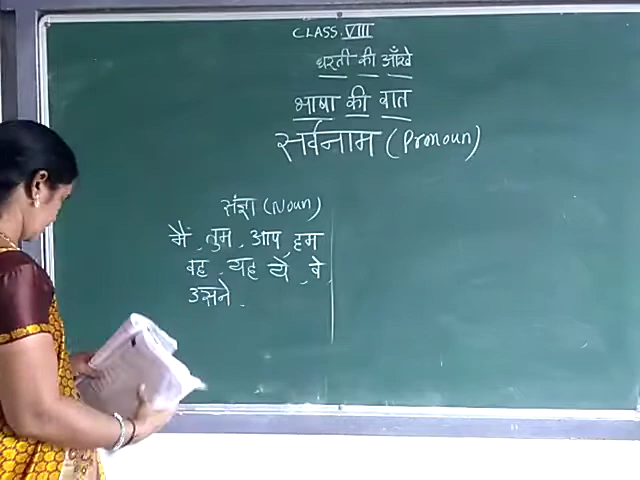 CLASS. VIII
धरती की आँखे
भाषा की बात
सर्वनाम (Pronoun)
संज्ञा (Noun)
मैं, तुम, आप, हम
वह, यह ये, वे
उसने.